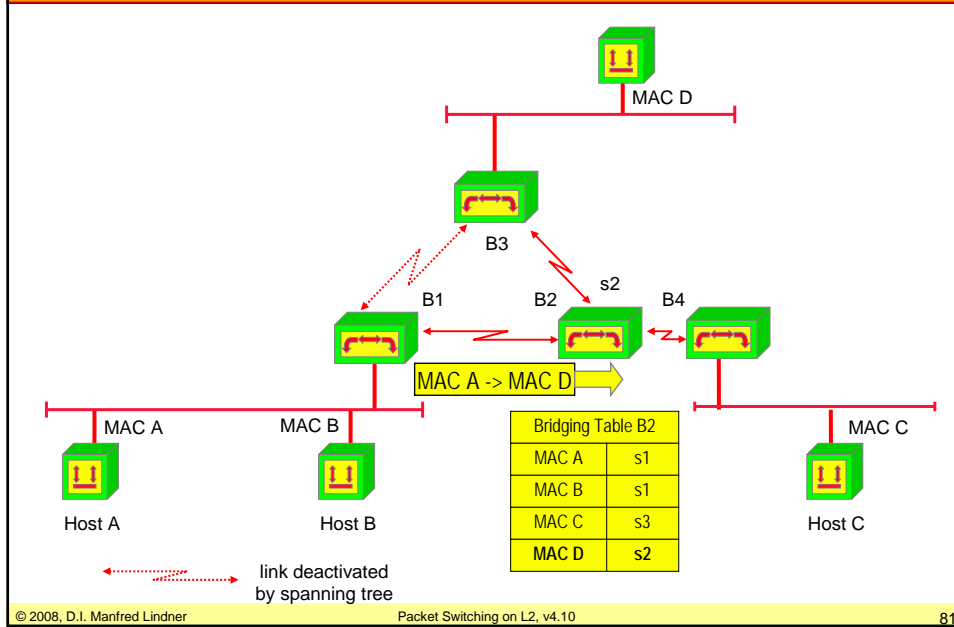 MAC D
B3
s2
B1
B2
B4
MAC A -> MAC D
MAC A
MAC B
MAC C
Bridging Table B2
MAC A s1
MAC B s1
MAC C s3
MAC D s2
Host A
Host B
Host C
link deactivated
by spanning tree
© 2008, D.I. Manfred Lindner
Packet Switching on L2, v4.10
81